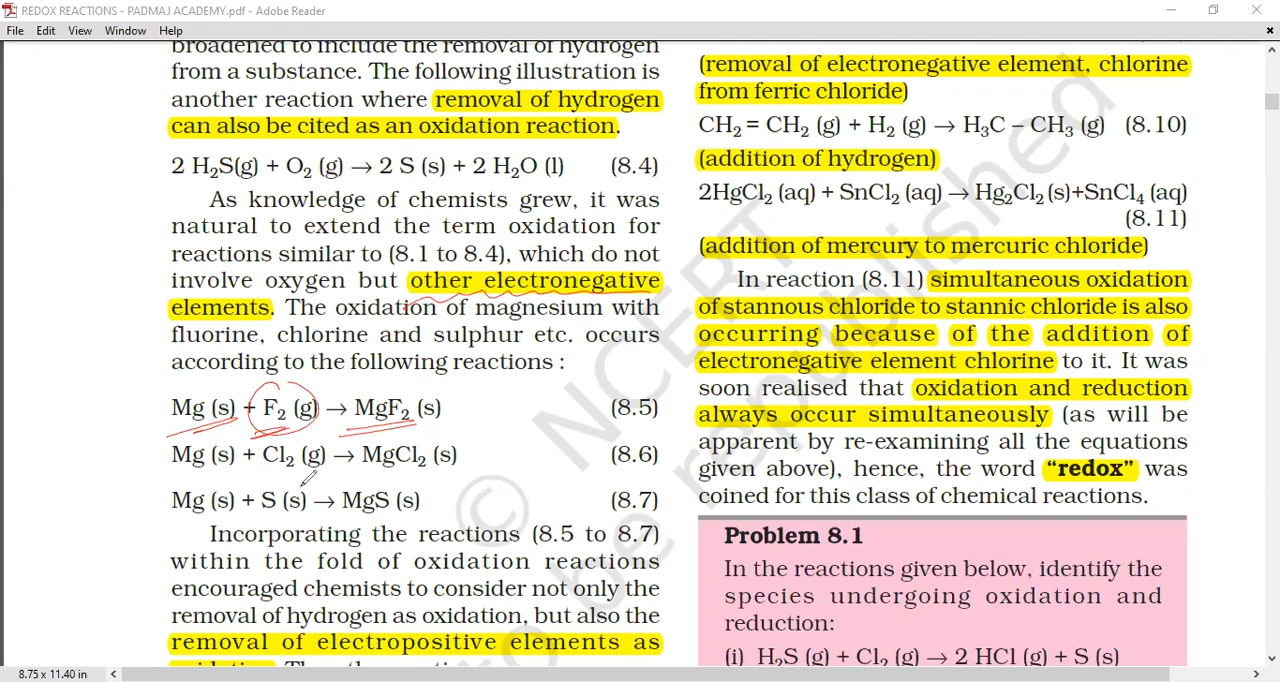 REDOX REACTIONS - PADMAJ ACADEMY.pdf - Adobe Reader
File Edit View Window Help
broadened to include the removal of hydrogen
from a substance. The following illustration is
another reaction where removal of hydrogen
can also be cited as an oxidation reaction.
2 H₂S(g) + O₂ (g) → 2 S (s) + 2 H₂O (l) (8.4)
As knowledge of chemists grew, it was
natural to extend the term oxidation for
reactions similar to (8.1 to 8.4), which do not
involve oxygen but other electronegative
elements. The oxidation of magnesium with
fluorine, chlorine and sulphur etc. occurs
according to the following reactions :
Mg (s) + F₂ (g) → MgF₂ (s) (8.5)
Mg (s) + Cl₂ (g) → MgCl₂ (s) (8.6)
Mg (s) + S (s) → MgS (s) (8.7)
Incorporating the reactions (8.5 to 8.7)
within the fold of oxidation reactions
encouraged chemists to consider not only the
removal of hydrogen as oxidation, but also the
removal of electropositive elements as
(removal of electronegative element, chlorine
from ferric chloride)
CH₂ = CH₂ (g) + H₂ (g) → H₃C – CH₃ (g) (8.10)
(addition of hydrogen)
2HgCl₂ (aq) + SnCl₂ (aq) → Hg₂Cl₂ (s)+SnCl₄ (aq)
(8.11)
(addition of mercury to mercuric chloride)
In reaction (8.11) simultaneous oxidation
of stannous chloride to stannic chloride is also
occurring because of the addition of
electronegative element chlorine to it. It was
soon realised that oxidation and reduction
always occur simultaneously (as will be
apparent by re-examining all the equations
given above), hence, the word “redox” was
coined for this class of chemical reactions.
Problem 8.1
In the reactions given below, identify the
species undergoing oxidation and
reduction:
(i) H₂S (g) + Cl₂ (g) → 2 HCl (g) + S (s)
© NCERT
to be republished
8.75 x 11.40 in